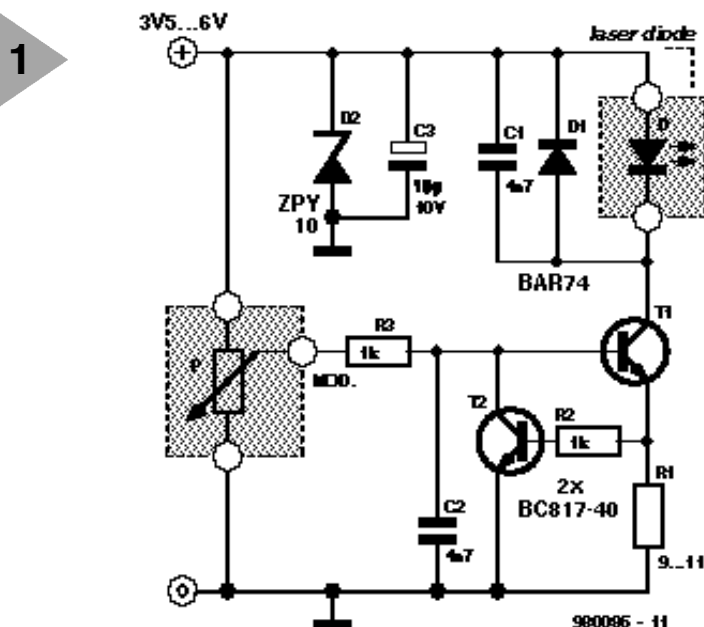 1
3V5...6V
laser diode
D2
C3
C1
D1
D
10µ
10V
4n7
ZPY
10
BAR74
T1
R3
1k
P
MOD.
T2
R2
1k
2x
BC817-40
R1
C2
4n7
9...11
980086 - 11